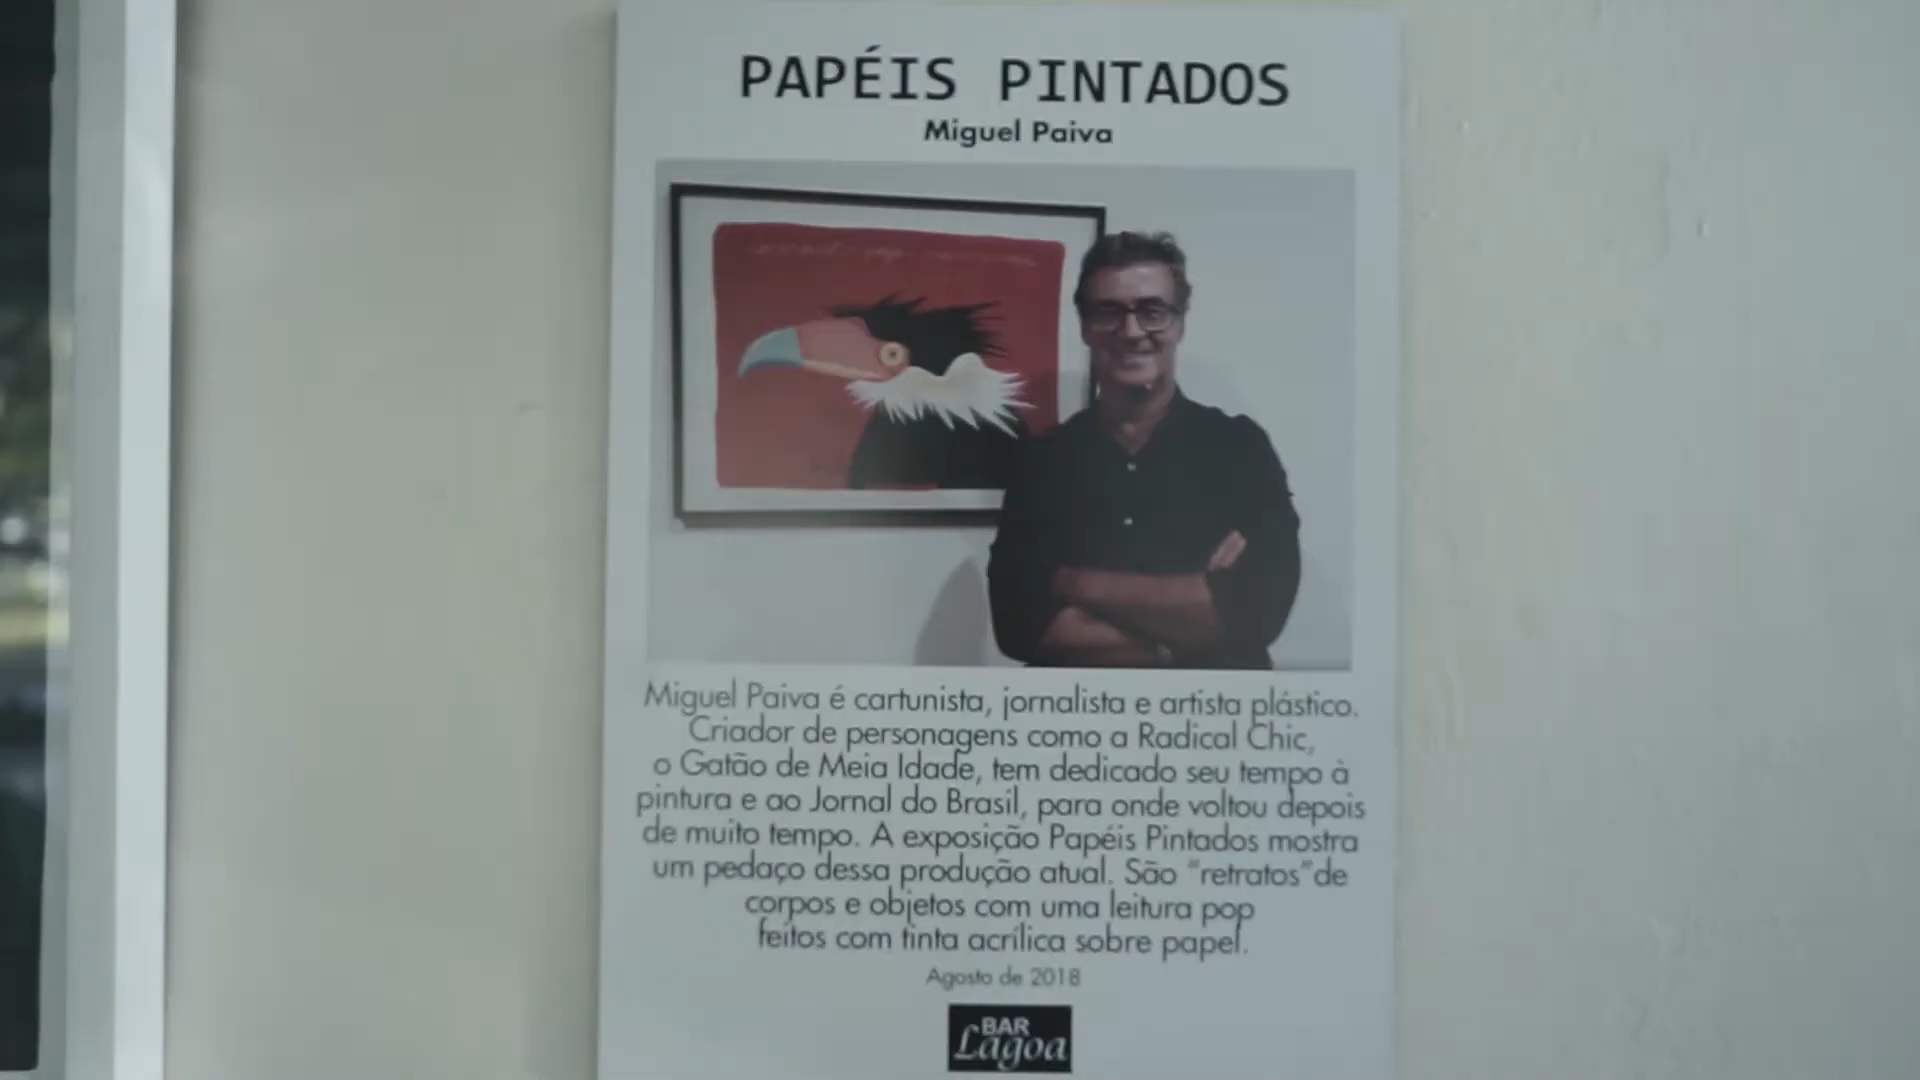 PAPÉIS PINTADOS
Miguel Paiva
Miguel Paiva é cartunista, jornalista e artista plástico.
Criador de personagens como a Radical Chic,
o Gatão de Meia Idade, tem dedicado seu tempo à
pintura e ao Jornal do Brasil, para onde voltou depois
de muito tempo. A exposição Papéis Pintados mostra
um pedaço dessa produção atual. São "retratos" de
corpos e objetos com uma leitura pop
feitos com tinta acrílica sobre papel.
Agosto de 2018
BAR
Lagoa